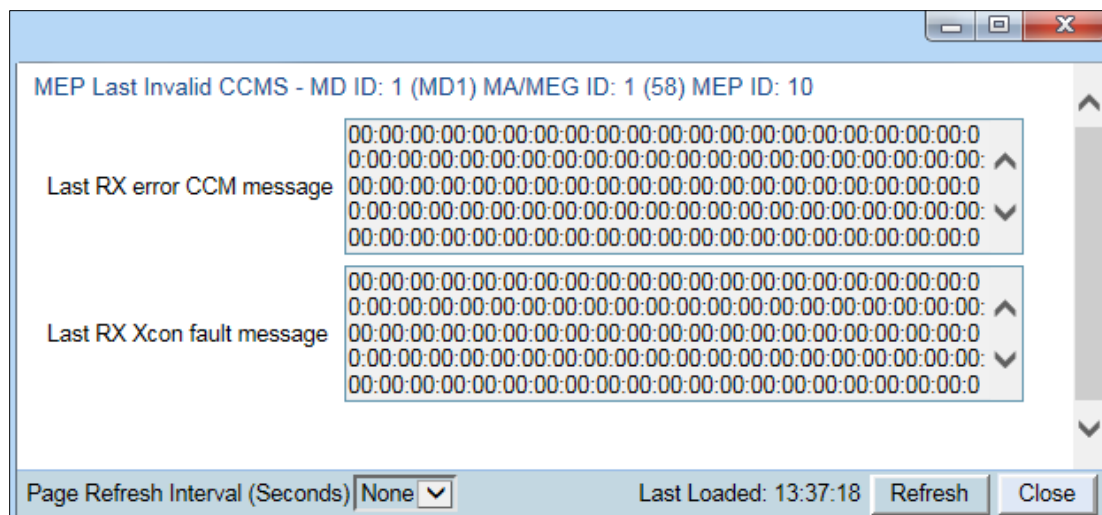 MEP Last Invalid CCMS - MD ID: 1 (MD1) MA/MEG ID: 1 (58) MEP ID: 10
Last RX error CCM message
00:00:00:00:00:00:00:00:00:00:00:00:00:00:00:00:00:00:00:00:0
0:00:00:00:00:00:00:00:00:00:00:00:00:00:00:00:00:00:00:00:00:
00:00:00:00:00:00:00:00:00:00:00:00:00:00:00:00:00:00:00:00:0
0:00:00:00:00:00:00:00:00:00:00:00:00:00:00:00:00:00:00:00:00:
00:00:00:00:00:00:00:00:00:00:00:00:00:00:00:00:00:00:00:00:0
Last RX Xcon fault message
00:00:00:00:00:00:00:00:00:00:00:00:00:00:00:00:00:00:00:00:0
0:00:00:00:00:00:00:00:00:00:00:00:00:00:00:00:00:00:00:00:00:
00:00:00:00:00:00:00:00:00:00:00:00:00:00:00:00:00:00:00:00:0
0:00:00:00:00:00:00:00:00:00:00:00:00:00:00:00:00:00:00:00:00:
00:00:00:00:00:00:00:00:00:00:00:00:00:00:00:00:00:00:00:00:0
Page Refresh Interval (Seconds) None Last Loaded: 13:37:18 Refresh Close